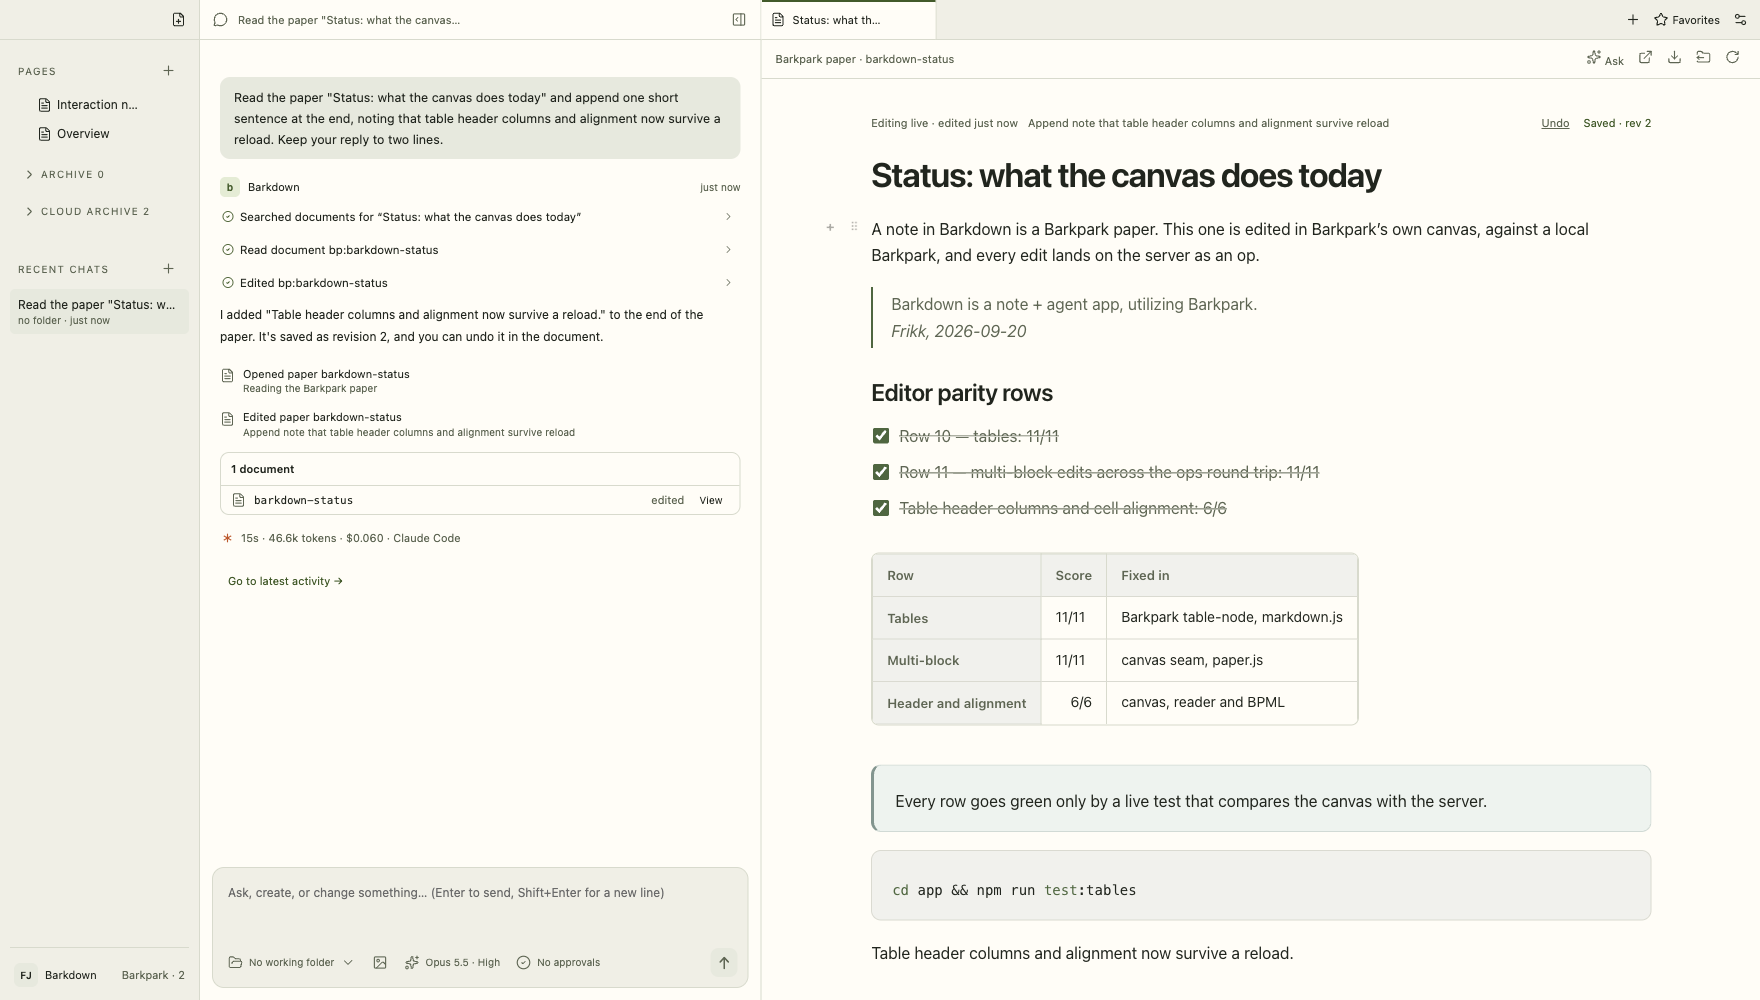 Read the paper "Status: what the canvas...
Status: what th...
Favorites
PAGES
Interaction n...
Overview
ARCHIVE 0
CLOUD ARCHIVE 2
RECENT CHATS
Read the paper "Status: w...
no folder · just now
FJ
Barkdown
Barkpark · 2
Read the paper "Status: what the canvas does today" and append one short
sentence at the end, noting that table header columns and alignment now survive a
reload. Keep your reply to two lines.
b
Barkdown
just now
Searched documents for “Status: what the canvas does today”
Read document bp:barkdown-status
Edited bp:barkdown-status
I added "Table header columns and alignment now survive a reload." to the end of the
paper. It's saved as revision 2, and you can undo it in the document.
Opened paper barkdown-status
Reading the Barkpark paper
Edited paper barkdown-status
Append note that table header columns and alignment survive reload
1 document
barkdown-status
edited
View
15s · 46.6k tokens · $0.060 · Claude Code
Go to latest activity →
Ask, create, or change something... (Enter to send, Shift+Enter for a new line)
No working folder
Opus 5.5 · High
No approvals
Barkpark paper · barkdown-status
Ask
Editing live · edited just now
Append note that table header columns and alignment survive reload
Undo
Saved · rev 2
Status: what the canvas does today
A note in Barkdown is a Barkpark paper. This one is edited in Barkpark’s own canvas, against a local
Barkpark, and every edit lands on the server as an op.
Barkdown is a note + agent app, utilizing Barkpark.
Frikk, 2026-09-20
Editor parity rows
Row 10 — tables: 11/11
Row 11 — multi-block edits across the ops round trip: 11/11
Table header columns and cell alignment: 6/6
Row
Score
Fixed in
Tables
11/11
Barkpark table-node, markdown.js
Multi-block
11/11
canvas seam, paper.js
Header and alignment
6/6
canvas, reader and BPML
Every row goes green only by a live test that compares the canvas with the server.
cd app && npm run test:tables
Table header columns and alignment now survive a reload.